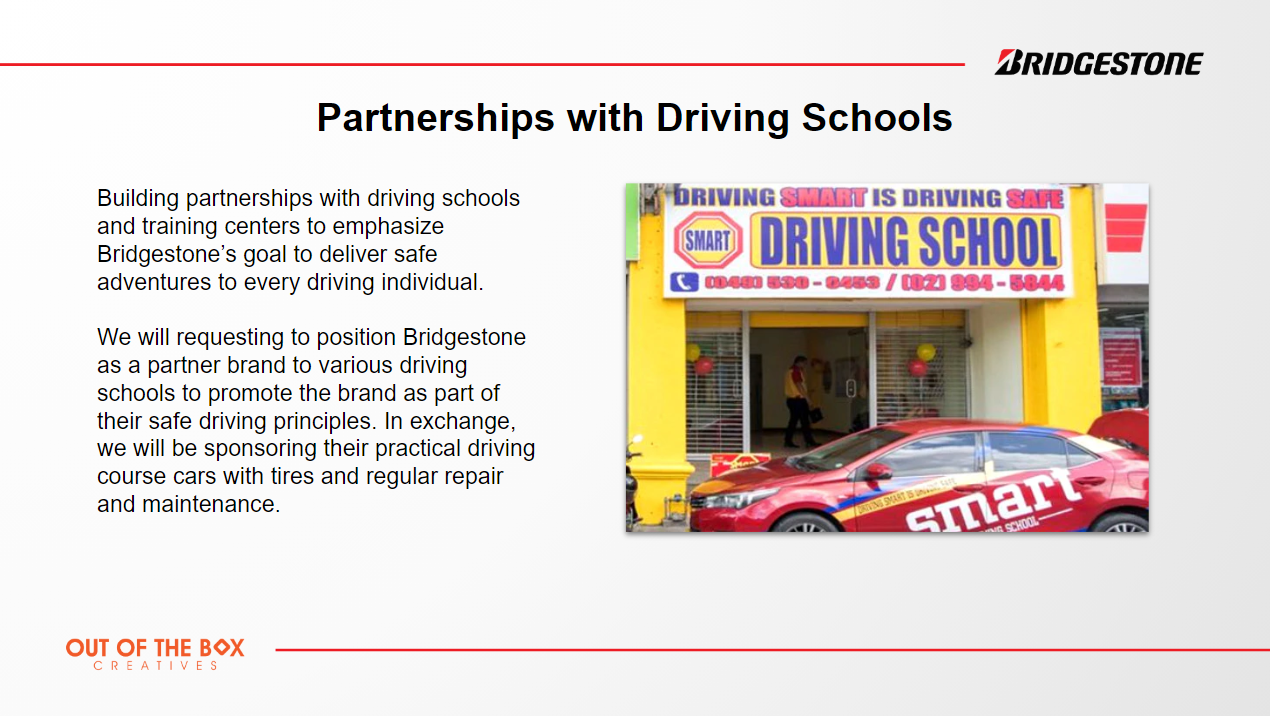 BRIDGESTONE
Partnerships with Driving Schools
Building partnerships with driving schools
and training centers to emphasize
Bridgestone’s goal to deliver safe
adventures to every driving individual.
We will requesting to position Bridgestone
as a partner brand to various driving
schools to promote the brand as part of
their safe driving principles. In exchange,
we will be sponsoring their practical driving
course cars with tires and regular repair
and maintenance.
DRIVING SMART IS DRIVING SAFE
SMART
DRIVING SCHOOL
/ (02) 994 - 5844
DRIVING SMART IS DRIVING SAFE
smart
SCHOOL
OUT OF THE BOX
CREATIVES